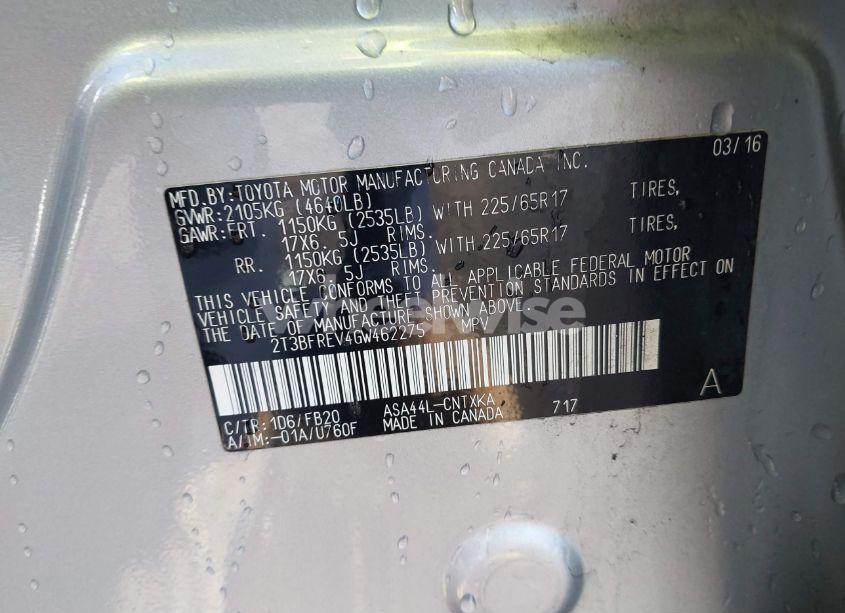 03/16
MFD.BY:TOYOTA MOTOR MANUFACTURING CANADA INC.
GVWR:2105KG (4640LB)
GAWR:FRT. 1150KG (2535LB) WITH 225/65R17 TIRES,
17X6. 5J RIMS.
RR. 1150KG (2535LB) WITH 225/65R17 TIRES,
17X6. 5J RIMS.
THIS VEHICLE CONFORMS TO ALL APPLICABLE FEDERAL MOTOR
VEHICLE SAFETY AND THEFT PREVENTION STANDARDS IN EFFECT ON
THE DATE OF MANUFACTURE SHOWN ABOVE.
2T3BFREV4GW462275 MPV
C/TR:1D6/FB20 ASA44L-CNTXKA A
A/TM:-01A/U760F MADE IN CANADA 717